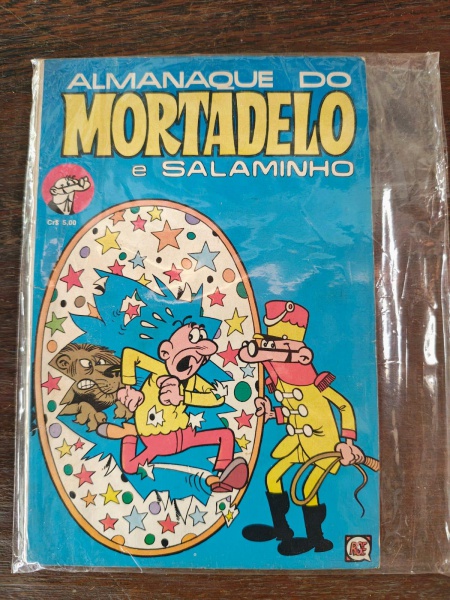 ALMANAQUE DO
MORTADELO
e SALAMINHO
Cr$ 5,00